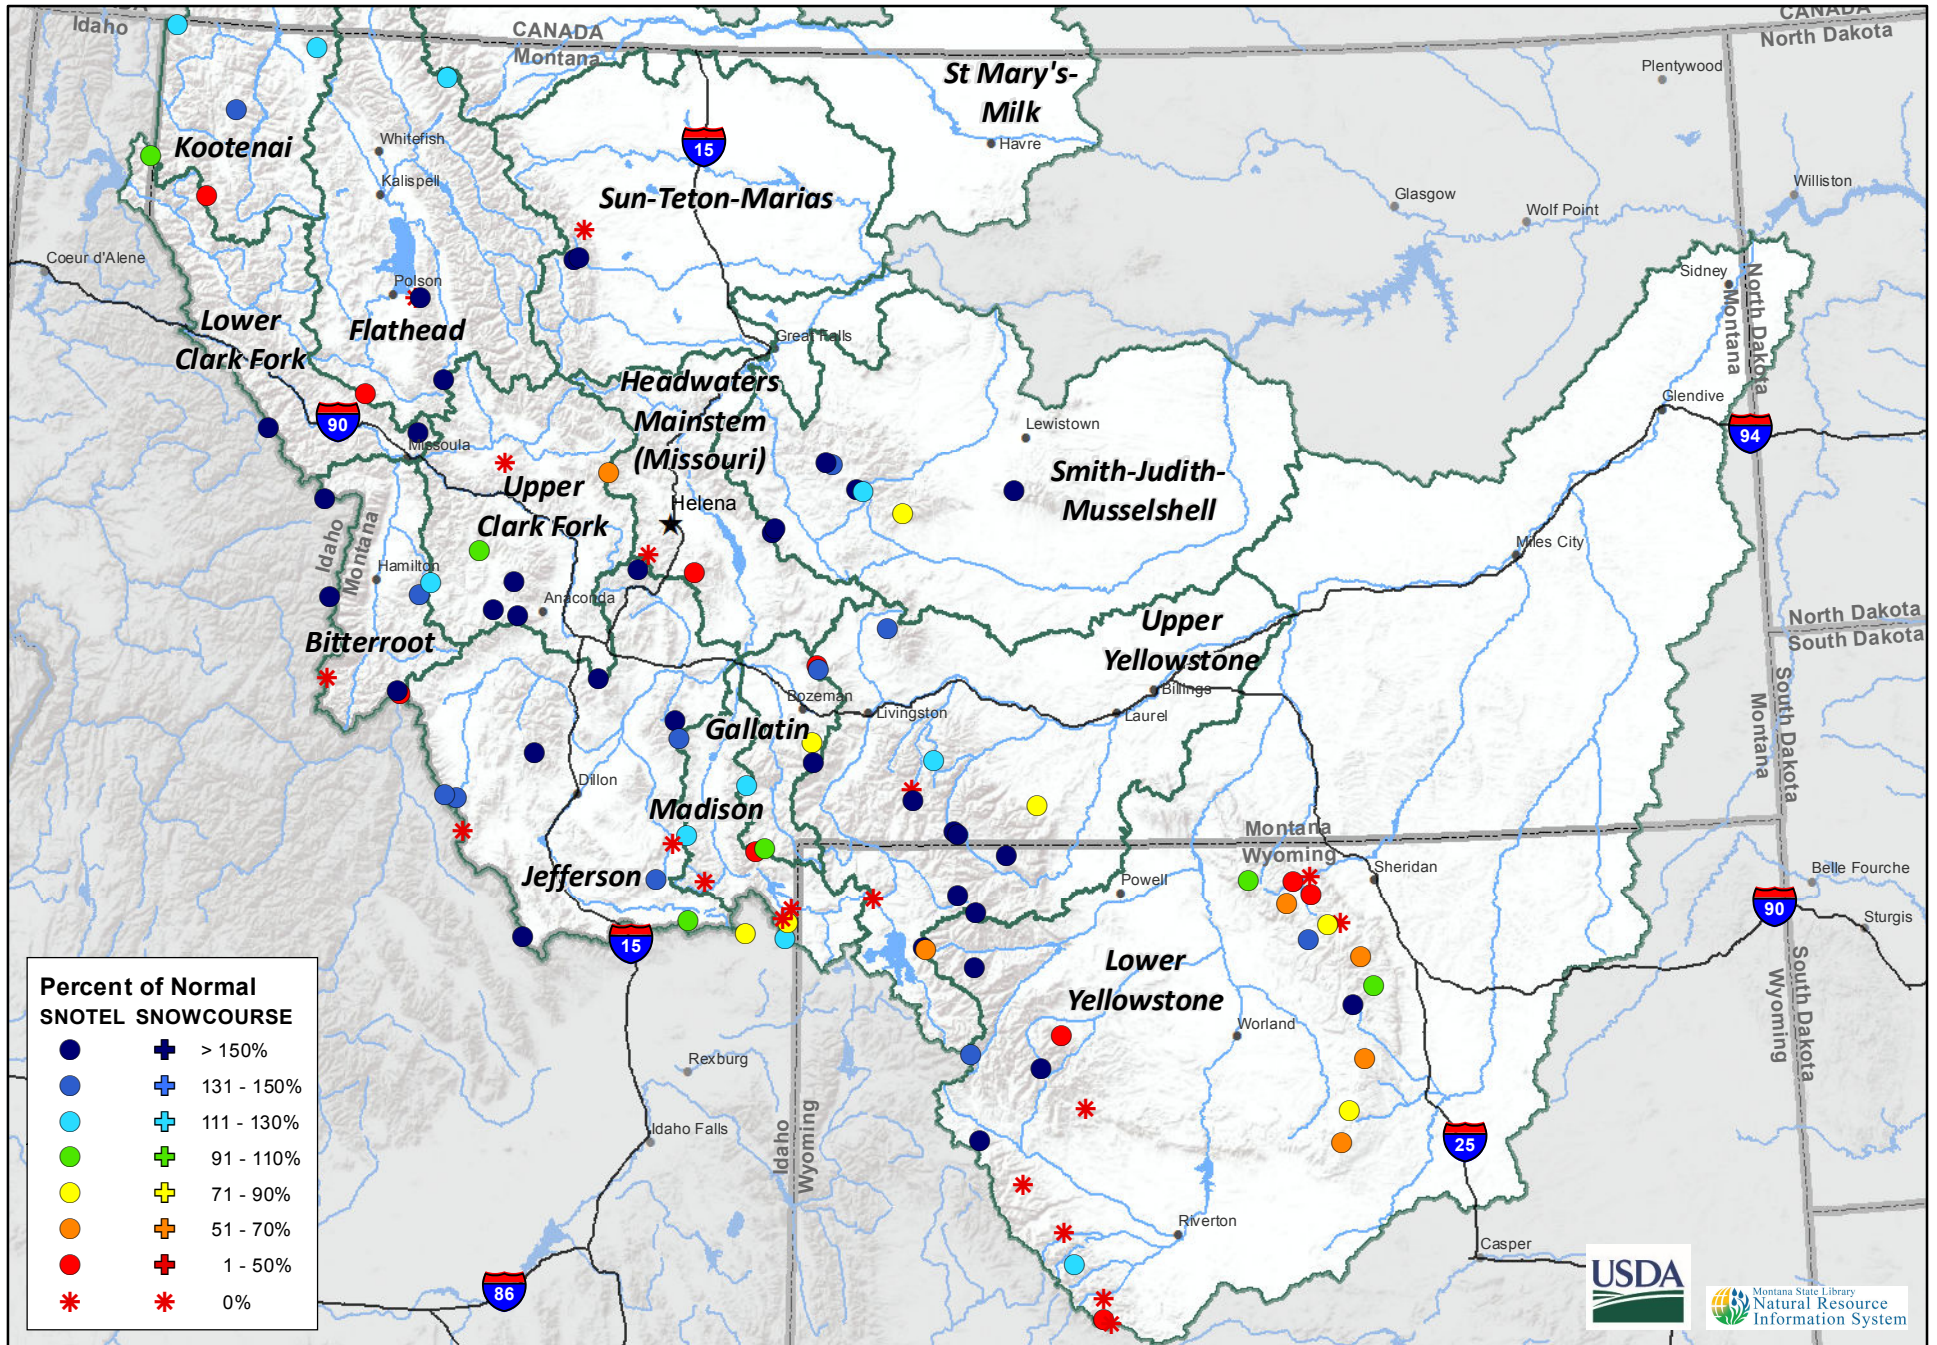 CANADA
Idaho
CANADA
Montana
CANADA
North Dakota
St Mary's-
Milk
Plentywood
Kootenai
Whitefish
15
Havre
Kalispell
Sun-Teton-Marias
Glasgow
Williston
Wolf Point
Coeur d'Alene
Polson
Sidney
North Dakota
Montana
Lower
Clark Fork
Flathead
Great Falls
Headwaters
Mainstem
(Missouri)
Glendive
90
Missoula
Lewistown
94
Upper
Clark Fork
Helena
Smith-Judith-
Musselshell
Idaho
Montana
Hamilton
Anaconda
Miles City
Bitterroot
Upper
Yellowstone
North Dakota
South Dakota
Bozeman
Livingston
Billings
Laurel
South Dakota
Montana
Gallatin
Dillon
Madison
Montana
Wyoming
Jefferson
Powell
Sheridan
Belle Fourche
90
Sturgis
15
Lower
Yellowstone
South Dakota
Wyoming
Worland
Rexburg
Idaho Falls
Idaho
Wyoming
25
Riverton
Casper
86
Percent of Normal
SNOTEL SNOWCOURSE
> 150%
131 - 150%
111 - 130%
91 - 110%
71 - 90%
51 - 70%
1 - 50%
0%
USDA
Montana State Library
Natural Resource
Information System